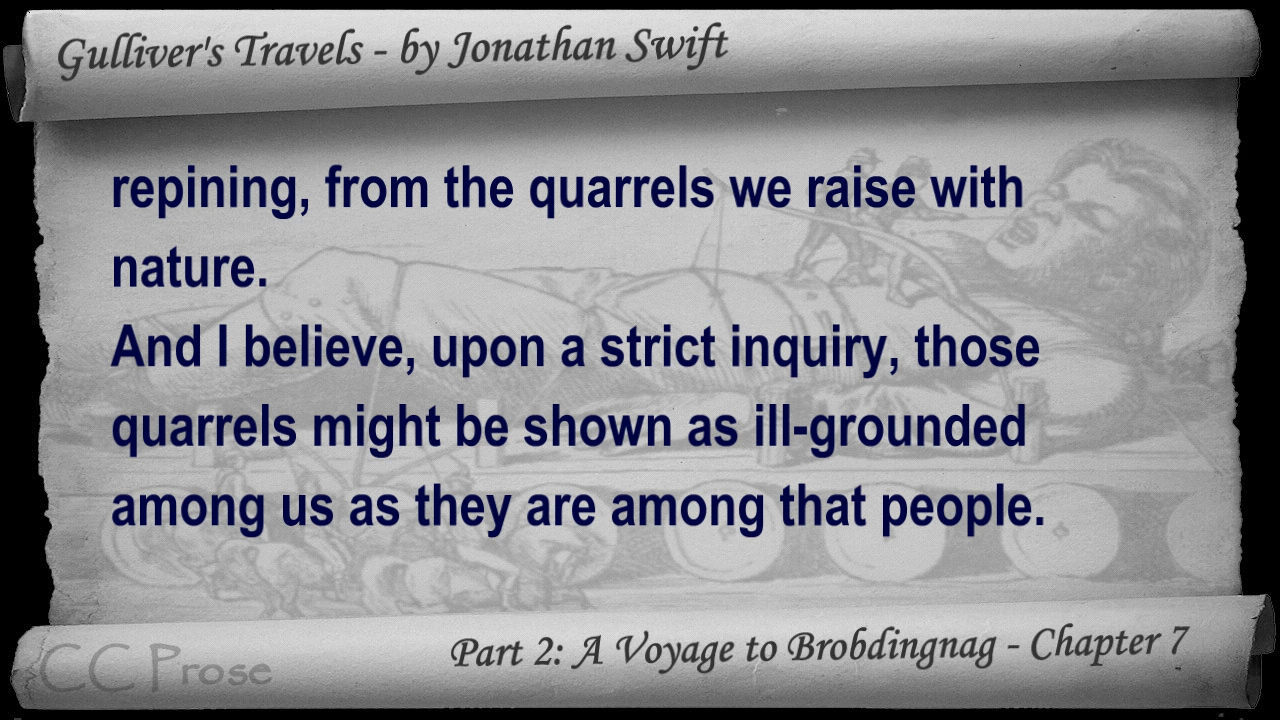 Gulliver's Travels - by Jonathan Swift
repining, from the quarrels we raise with
nature.
And I believe, upon a strict inquiry, those
quarrels might be shown as ill-grounded
among us as they are among that people.
Part 2: A Voyage to Brobdingnag - Chapter 7
CC Prose